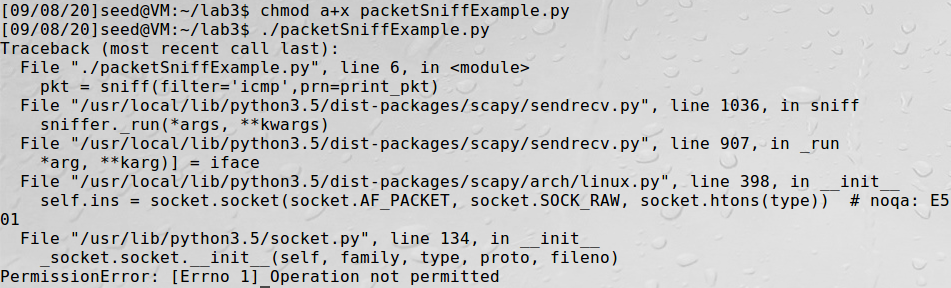 [09/08/20]seed@VM:~/lab3$ chmod a+x packetSniffExample.py
[09/08/20]seed@VM:~/lab3$ ./packetSniffExample.py
Traceback (most recent call last):
  File "./packetSniffExample.py", line 6, in <module>
    pkt = sniff(filter='icmp',prn=print_pkt)
  File "/usr/local/lib/python3.5/dist-packages/scapy/sendrecv.py", line 1036, in sniff
    sniffer._run(*args, **kwargs)
  File "/usr/local/lib/python3.5/dist-packages/scapy/sendrecv.py", line 907, in _run
    *arg, **karg)] = iface
  File "/usr/local/lib/python3.5/dist-packages/scapy/arch/linux.py", line 398, in __init__
    self.ins = socket.socket(socket.AF_PACKET, socket.SOCK_RAW, socket.htons(type))  # noqa: E5
01
  File "/usr/lib/python3.5/socket.py", line 134, in __init__
    _socket.socket.__init__(self, family, type, proto, fileno)
PermissionError: [Errno 1] Operation not permitted